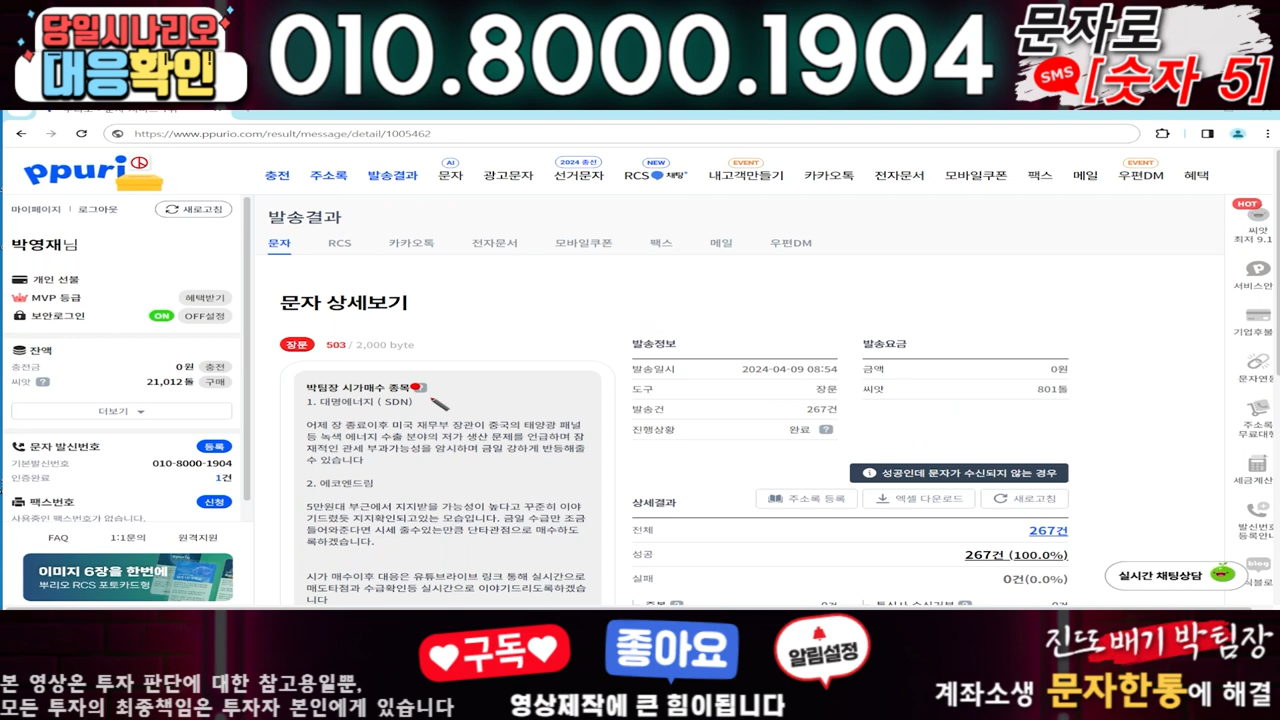 당일시나리오
대응확인
010.8000.1904
문자로
SMS [숫자 5]
https://www.ppurio.com/result/message/detail/1005462
ppuri
충전 주소록 발송결과 AI 문자 광고문자 2024 총선 선거문자 NEW RCS 채팅+ EVENT 내고객만들기 카카오톡 전자문서 모바일쿠폰 팩스 메일 EVENT 우편DM 혜택
마이페이지 | 로그아웃 새로고침
박영재님
개인 선불
MVP 등급 혜택받기
보안로그인 ON OFF설정
잔액
충전금 0원 충전
씨앗 ? 21,012톨 구매
더보기
문자 발신번호 등록
기본발신번호 010-8000-1904
인증완료 1건
팩스번호 신청
사용중인 팩스번호가 없습니다.
FAQ 1:1문의 원격지원
이미지 6장을 한번에
뿌리오 RCS 포토카드형
발송결과
문자 RCS 카카오톡 전자문서 모바일쿠폰 팩스 메일 우편DM
문자 상세보기
장문 503 / 2,000 byte
박팀장 시가매수 종목
1. 대명에너지 ( SDN)
어제 장 종료이후 미국 재무부 장관이 중국의 태양광 패널
등 녹색 에너지 수출 분야의 저가 생산 문제를 언급하며 잠
재적인 관세 부과가능성을 암시하며 금일 강하게 반등해줄
수 있습니다
2. 에코앤드림
5만원대 부근에서 지지받을 가능성이 높다고 꾸준히 이야
기드렸듯 지지확인되고있는 모습입니다. 금일 수급만 조금
들어와준다면 시세 줄수있는만큼 단타관점으로 매수하도
록하겠습니다.
시가 매수이후 대응은 유튜브라이브 링크 통해 실시간으로
매도타점과 수급확인등 실시간으로 이야기드리도록하겠습
니다
발송정보
발송일시 2024-04-09 08:54
도구 장문
발송건 267건
진행상황 완료 ?
발송요금
금액 0원
씨앗 801톨
성공인데 문자가 수신되지 않는 경우
상세결과 주소록 등록 엑셀 다운로드 새로고침
전체 267건
성공 267건 (100.0%)
실패 0건(0.0%)
HOT
씨앗
최저 9.1
서비스안
기업후불
문자연동
주소록
무료대행
세금계산
발신번호
등록안내
blog
실시간 채팅상담
본 영상은 투자 판단에 대한 참고용일뿐,
모든 투자의 최종책임은 투자자 본인에게 있습니다
구독
좋아요
알림설정
영상제작에 큰 힘이됩니다
진또배기 박팀장
계좌소생 문자한통에 해결